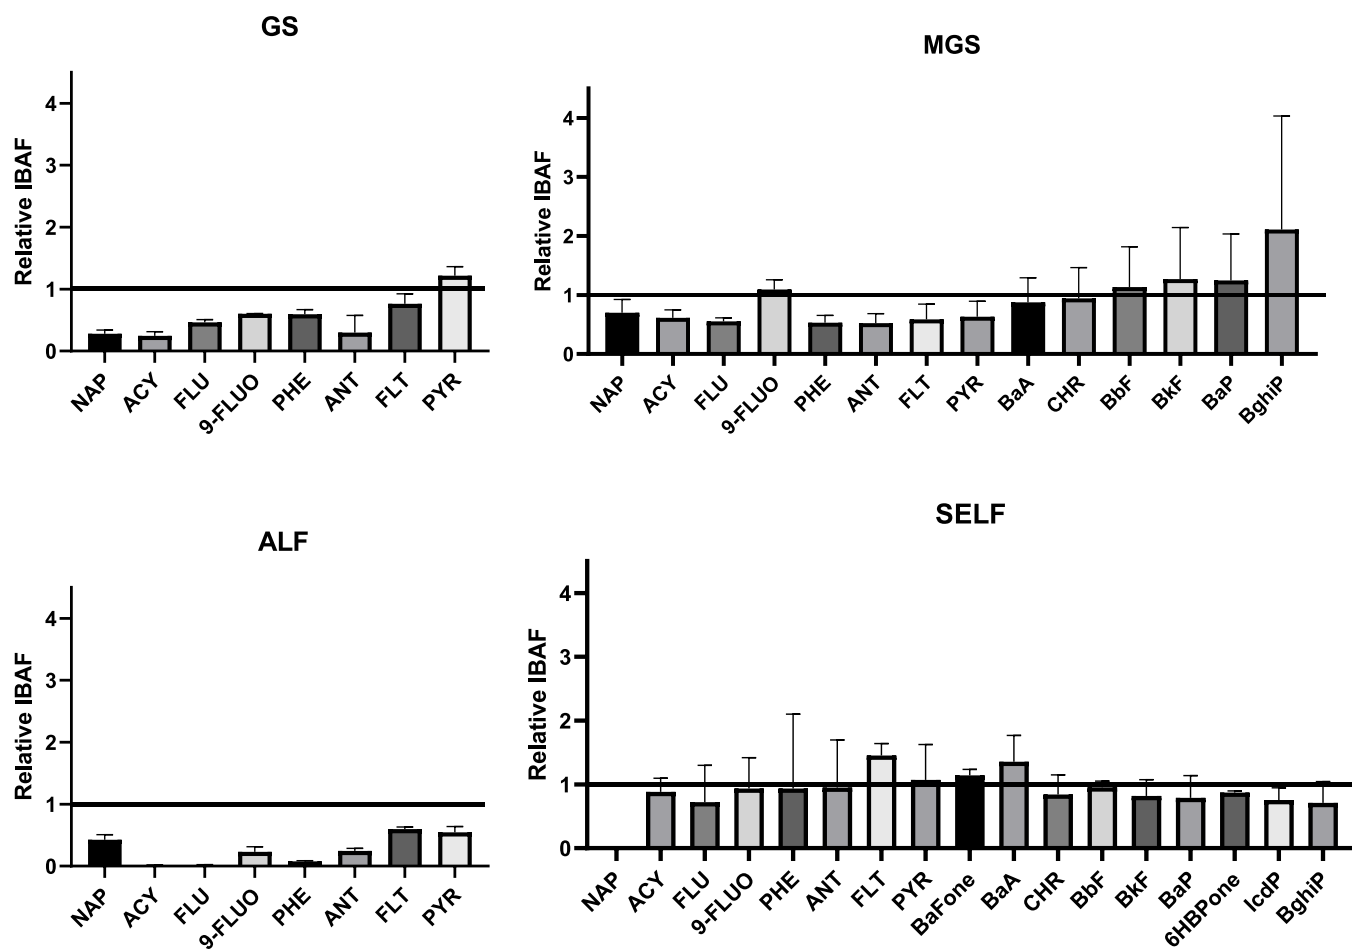 GS
Relative IBAF
4
3
2
1
0
NAP
ACY
FLU
9-FLUO
PHE
ANT
FLT
PYR
MGS
Relative IBAF
4
3
2
1
0
NAP
ACY
FLU
9-FLUO
PHE
ANT
FLT
PYR
BaA
CHR
BbF
BkF
BaP
BghiP
ALF
Relative IBAF
4
3
2
1
0
NAP
ACY
FLU
9-FLUO
PHE
ANT
FLT
PYR
SELF
Relative IBAF
4
3
2
1
0
NAP
ACY
FLU
9-FLUO
PHE
ANT
FLT
PYR
BaFone
BaA
CHR
BbF
BkF
BaP
6HBPone
IcdP
BghiP